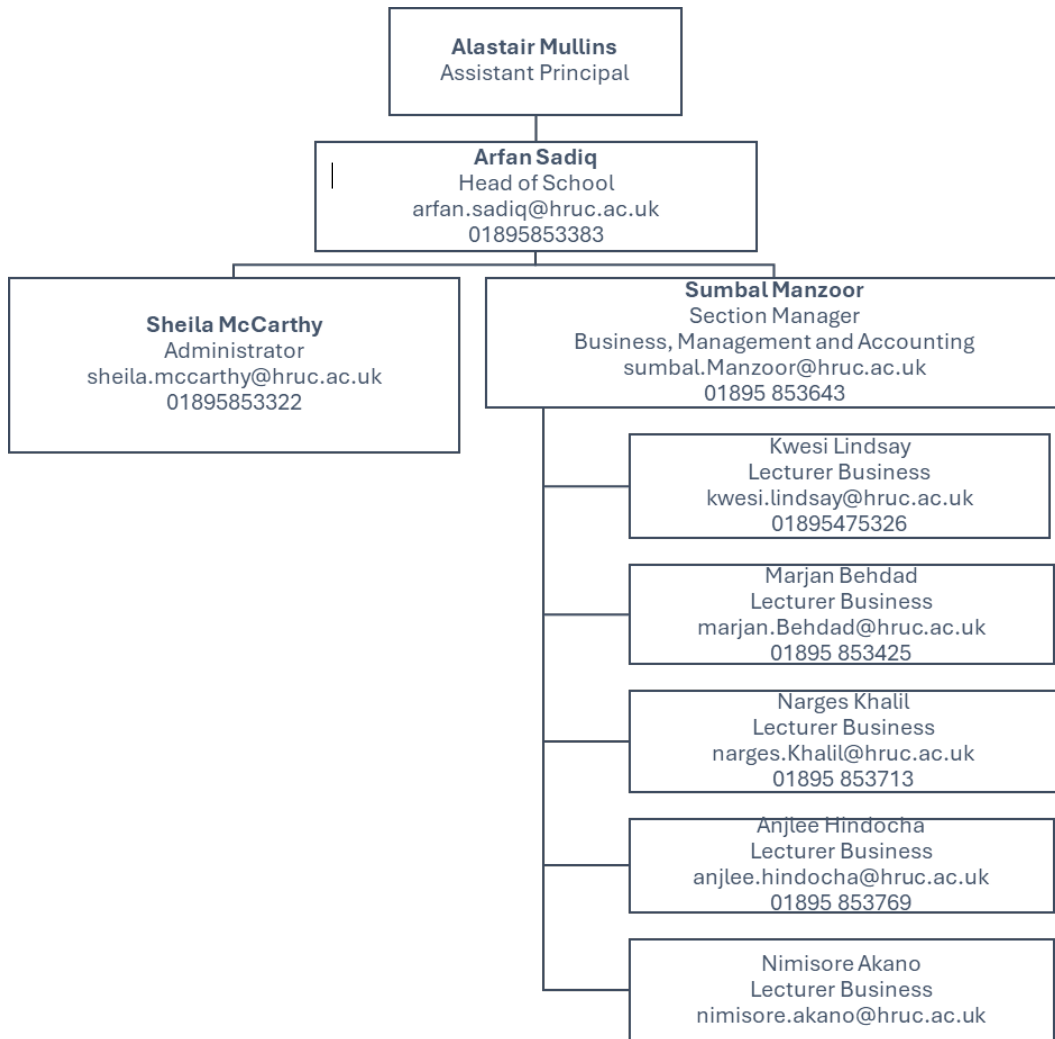 Alastair Mullins
Assistant Principal
Arfan Sadiq
Head of School
arfan.sadiq@hruc.ac.uk
01895853383
Sheila McCarthy
Administrator
sheila.mccarthy@hruc.ac.uk
01895853322
Sumbal Manzoor
Section Manager
Business, Management and Accounting
sumbal.Manzoor@hruc.ac.uk
01895 853643
Kwesi Lindsay
Lecturer Business
kwesi.lindsay@hruc.ac.uk
01895475326
Marjan Behdad
Lecturer Business
marjan.Behdad@hruc.ac.uk
01895 853425
Narges Khalil
Lecturer Business
narges.Khalil@hruc.ac.uk
01895 853713
Anjlee Hindocha
Lecturer Business
anjlee.hindocha@hruc.ac.uk
01895 853769
Nimisore Akano
Lecturer Business
nimisore.akano@hruc.ac.uk